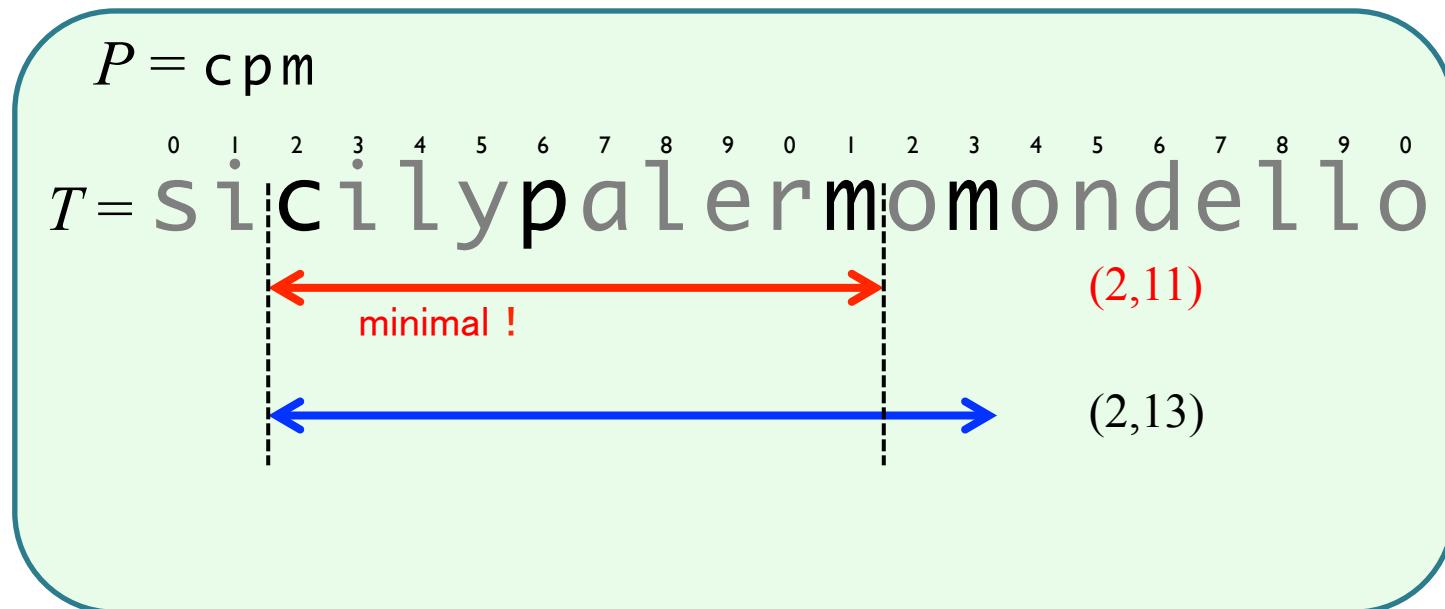 P = cpm
0 1 2 3 4 5 6 7 8 9 0 1 2 3 4 5 6 7 8 9 0
T = sicilypalermomondello
(2,11)
minimal !
(2,13)